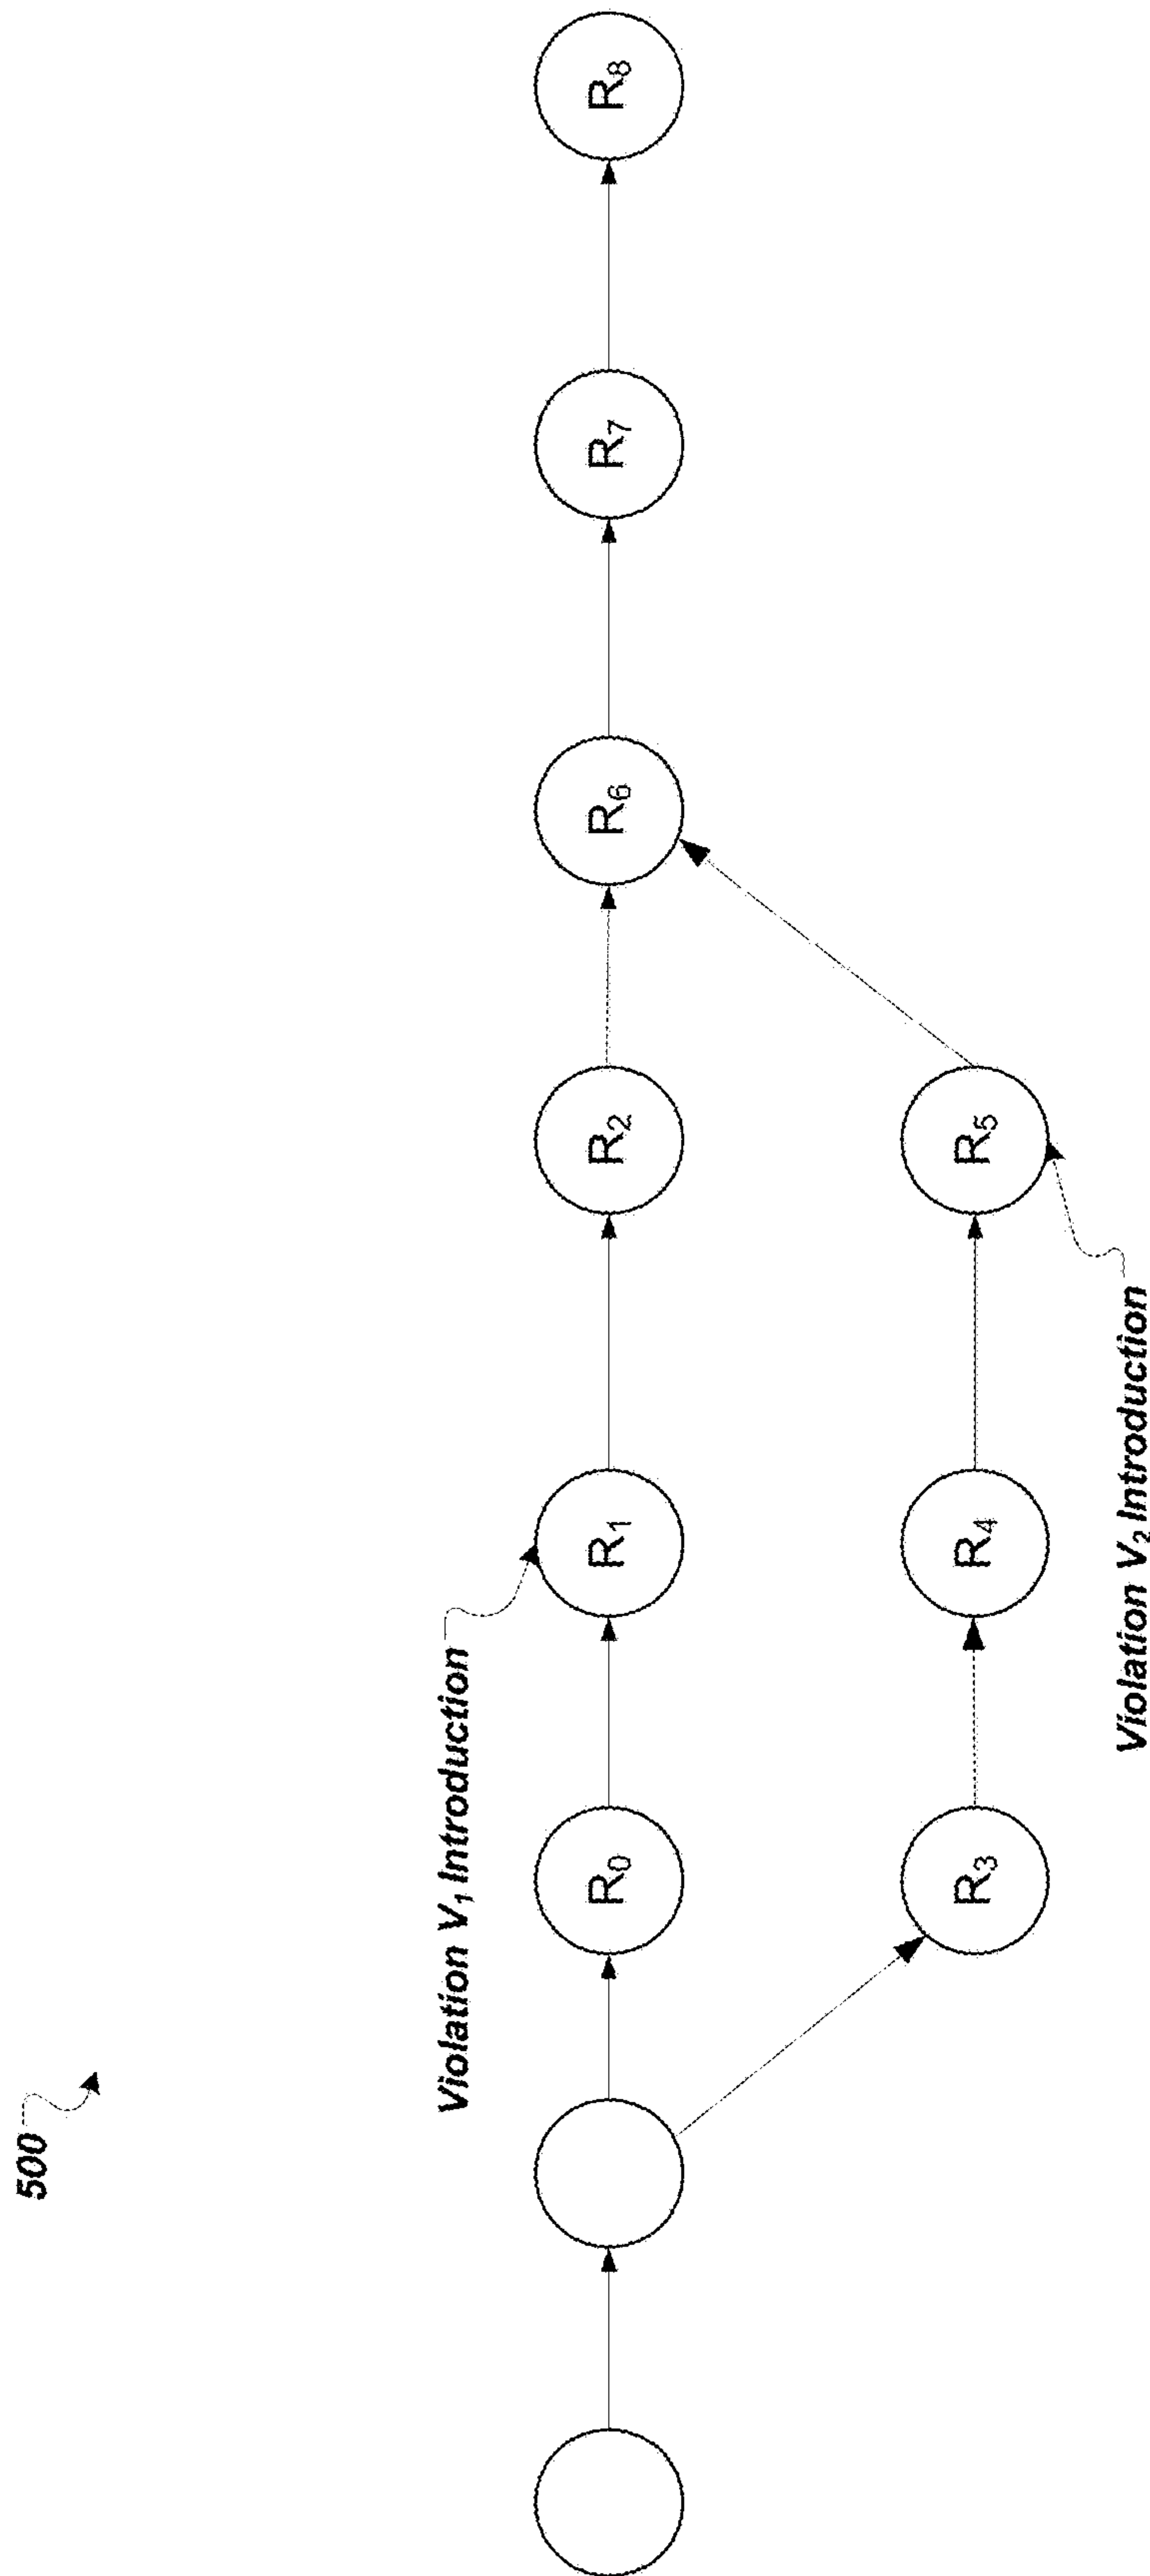 500
Violation V₁ Introduction
R₀
R₁
R₂
R₆
R₇
R₈
R₃
R₄
R₅
Violation V₂ Introduction